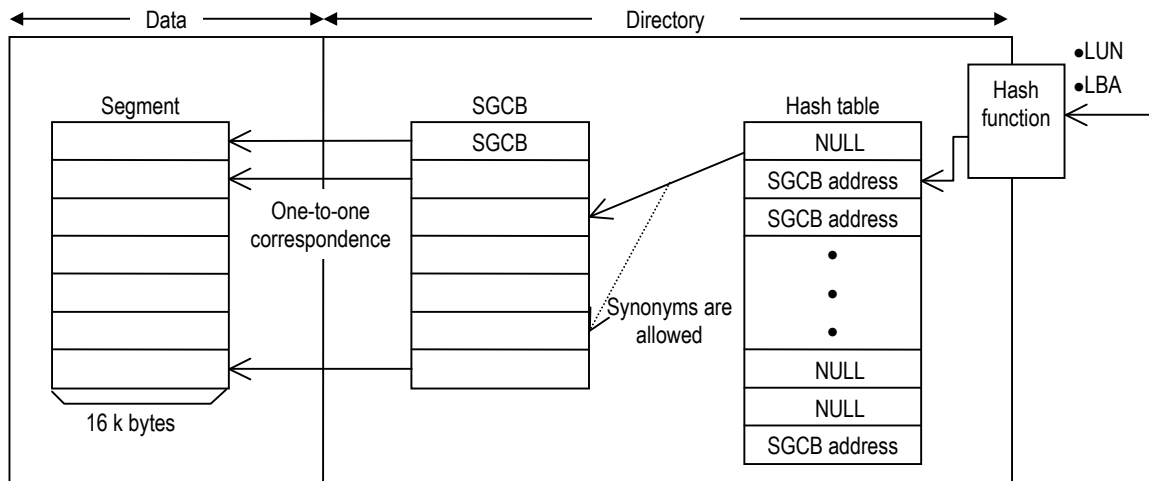 Data
Directory
•LUN
•LBA
Hash
function
Segment
SGCB
Hash table
SGCB
NULL
SGCB address
SGCB address
One-to-one
correspondence
Synonyms are
allowed
NULL
NULL
SGCB address
16 k bytes